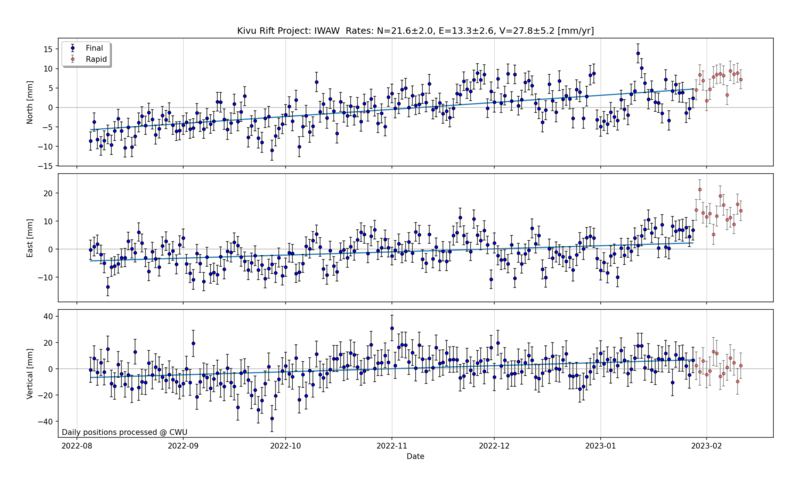 Kivu Rift Project: IWAW  Rates: N=21.6±2.0, E=13.3±2.6, V=27.8±5.2 [mm/yr]
Final
Rapid
North [mm]
15
10
5
0
−5
−10
−15
East [mm]
20
10
0
−10
Vertical [mm]
40
20
0
−20
−40
Daily positions processed @ CWU
2022-08 2022-09 2022-10 2022-11 2022-12 2023-01 2023-02
Date